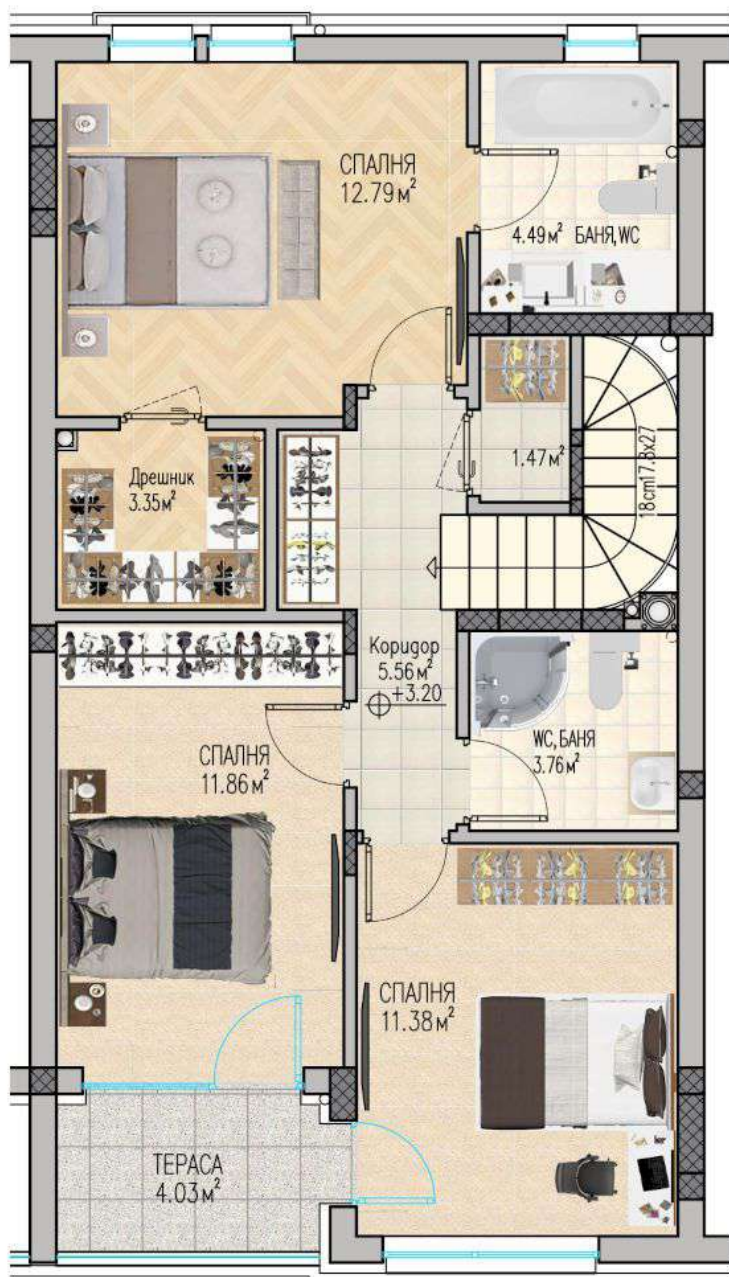 СПАЛНЯ
12.79м²
4.49м² БАНЯ,WC
Дрешник
3.35м²
1.47м²
18cm17.8x27
Коридор
5.56м²
+3.20
СПАЛНЯ
11.86м²
WC,БАНЯ
3.76м²
СПАЛНЯ
11.38м²
ТЕРАСА
4.03м²